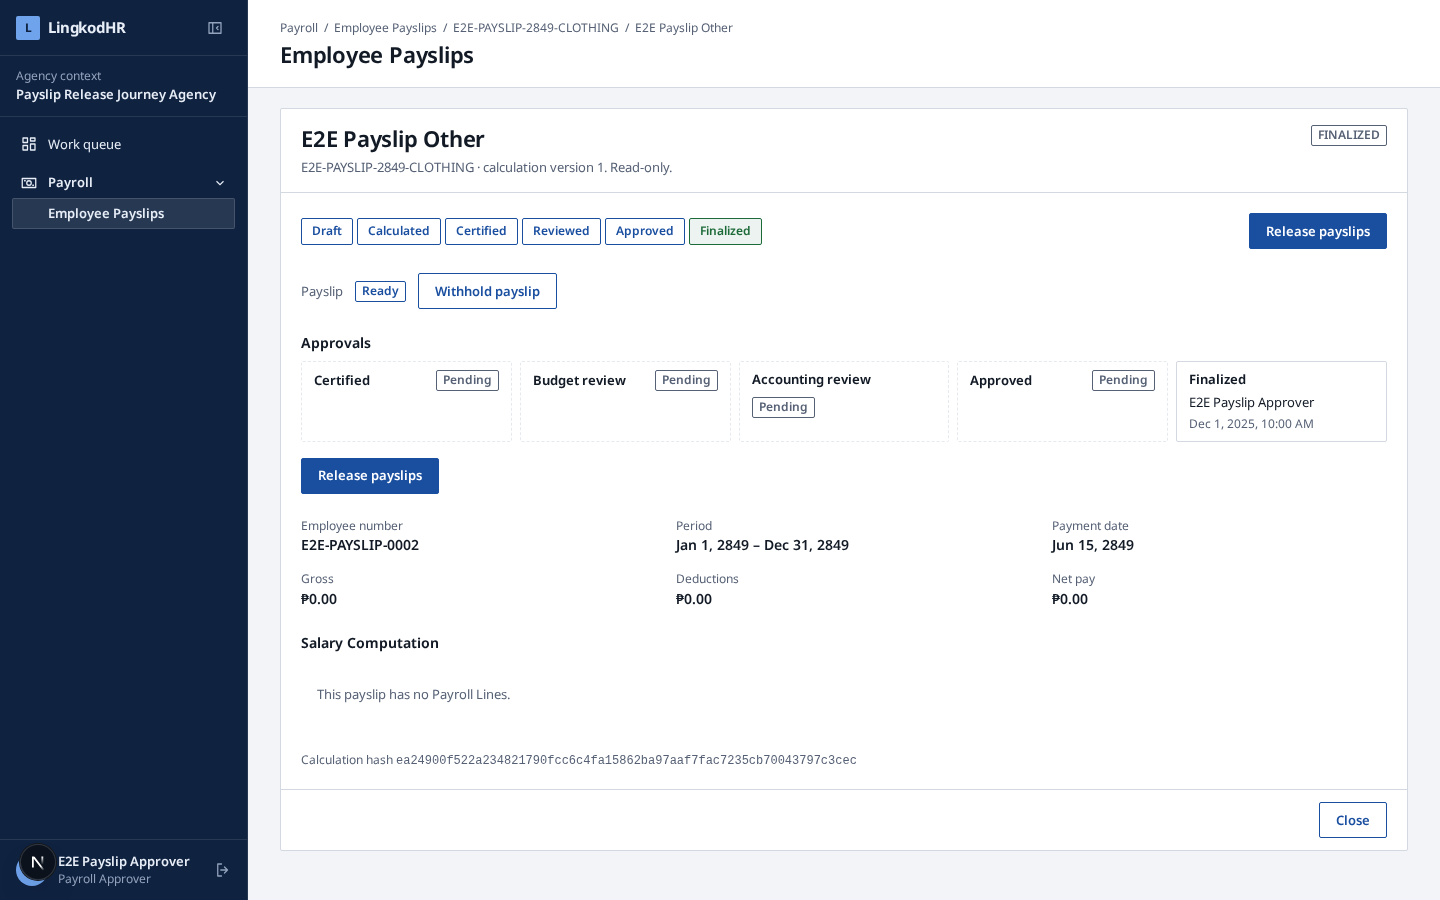 L LingkodHR
Agency context
Payslip Release Journey Agency
Work queue
Payroll
Employee Payslips
N
E2E Payslip Approver
Payroll Approver
Payroll / Employee Payslips / E2E-PAYSLIP-2849-CLOTHING / E2E Payslip Other
Employee Payslips
E2E Payslip Other
FINALIZED
E2E-PAYSLIP-2849-CLOTHING · calculation version 1. Read-only.
Draft Calculated Certified Reviewed Approved Finalized
Release payslips
Payslip Ready Withhold payslip
Approvals
Certified Pending
Budget review Pending
Accounting review
Pending
Approved Pending
Finalized
E2E Payslip Approver
Dec 1, 2025, 10:00 AM
Release payslips
Employee number
E2E-PAYSLIP-0002
Period
Jan 1, 2849 – Dec 31, 2849
Payment date
Jun 15, 2849
Gross
₱0.00
Deductions
₱0.00
Net pay
₱0.00
Salary Computation
This payslip has no Payroll Lines.
Calculation hash ea24900f522a234821790fcc6c4fa15862ba97aaf7fac7235cb70043797c3cec
Close